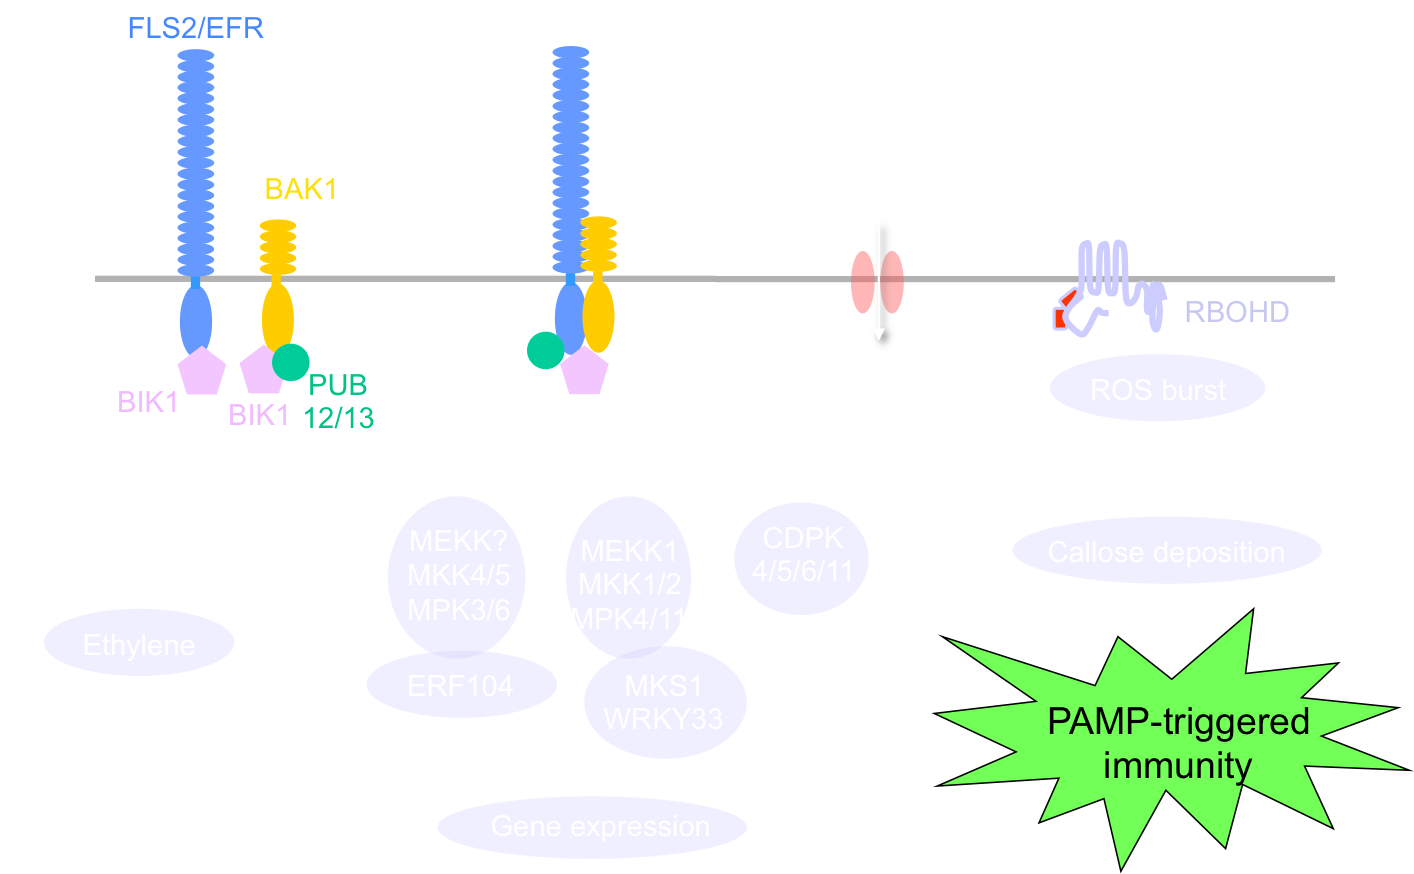 FLS2/EFR
BAK1
RBOHD
BIK1
BIK1
PUB
12/13
ROS burst
MEKK?
MKK4/5
MPK3/6
MEKK1
MKK1/2
MPK4/11
CDPK
4/5/6/11
Callose deposition
Ethylene
ERF104
MKS1
WRKY33
PAMP-triggered
immunity
Gene expression